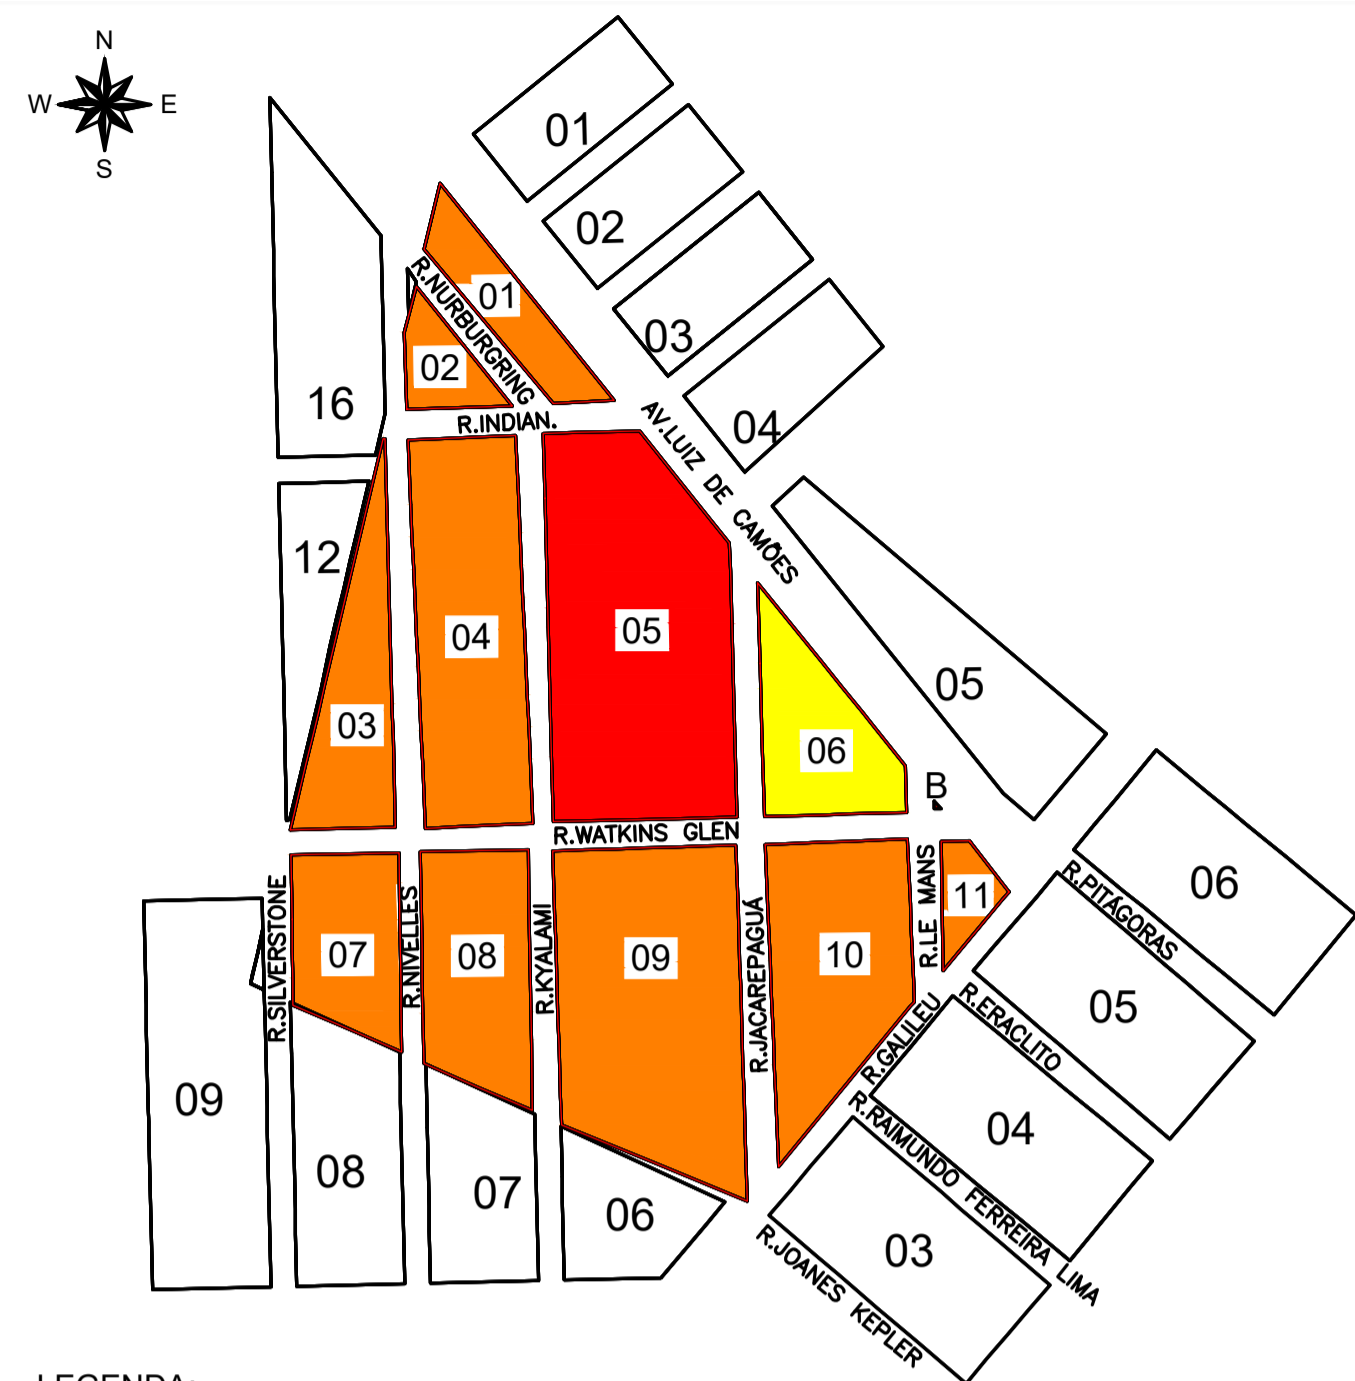 N
W E
S
01
02
03
04
01
R.NURBURGRING
02
16
R.INDIAN.
AV.LUIZ DE CAMÕES
12
04
05
03
05
06
B
R.WATKINS GLEN
R.SILVERSTONE
07
R.NIVELLES
08
R.KYALAMI
09
R.JACAREPAGUÁ
10
R.LE MANS
11
R.PITÁGORAS
06
05
R.ERACLITO
R.GALILEU
04
R.RAIMUNDO FERREIRA LIMA
03
R.JOANES KEPLER
09
08
07
06
LEGENDA: